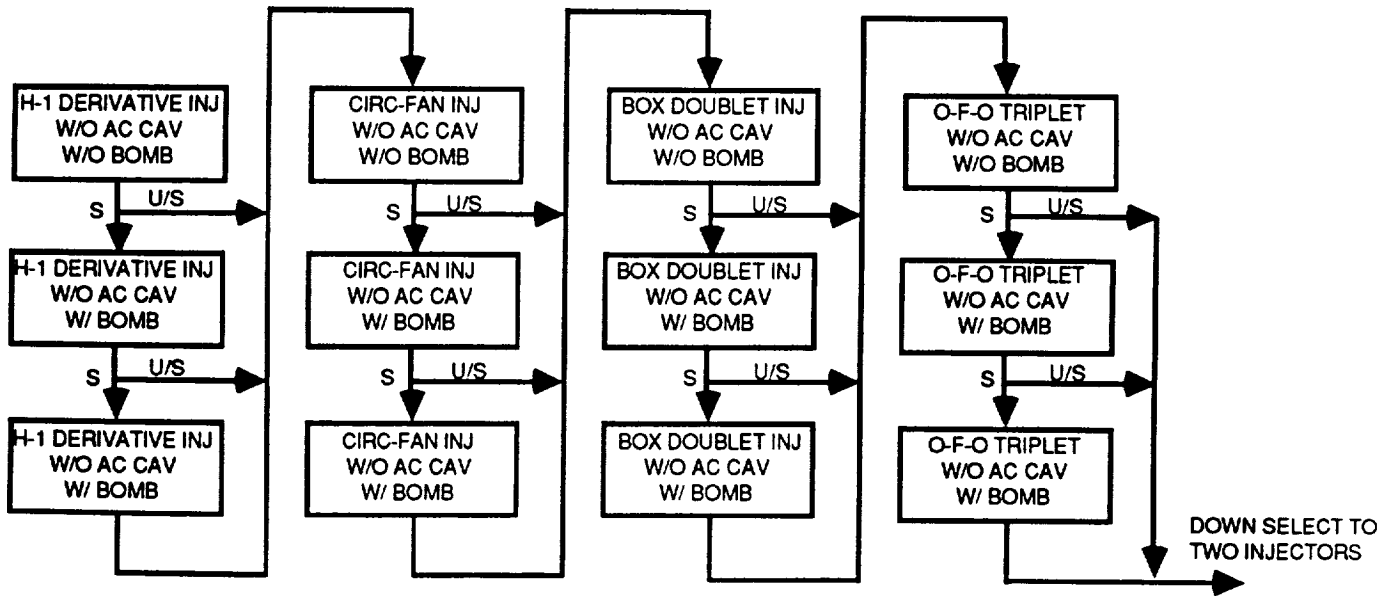 H-1 DERIVATIVE INJ
W/O AC CAV
W/O BOMB
S
U/S
H-1 DERIVATIVE INJ
W/O AC CAV
W/ BOMB
S
U/S
H-1 DERIVATIVE INJ
W/O AC CAV
W/ BOMB
CIRC-FAN INJ
W/O AC CAV
W/O BOMB
S
U/S
CIRC-FAN INJ
W/O AC CAV
W/ BOMB
S
U/S
CIRC-FAN INJ
W/O AC CAV
W/ BOMB
BOX DOUBLET INJ
W/O AC CAV
W/O BOMB
S
U/S
BOX DOUBLET INJ
W/O AC CAV
W/ BOMB
S
U/S
BOX DOUBLET INJ
W/O AC CAV
W/ BOMB
O-F-O TRIPLET
W/O AC CAV
W/O BOMB
S
U/S
O-F-O TRIPLET
W/O AC CAV
W/ BOMB
S
U/S
O-F-O TRIPLET
W/O AC CAV
W/ BOMB
DOWN SELECT TO
TWO INJECTORS